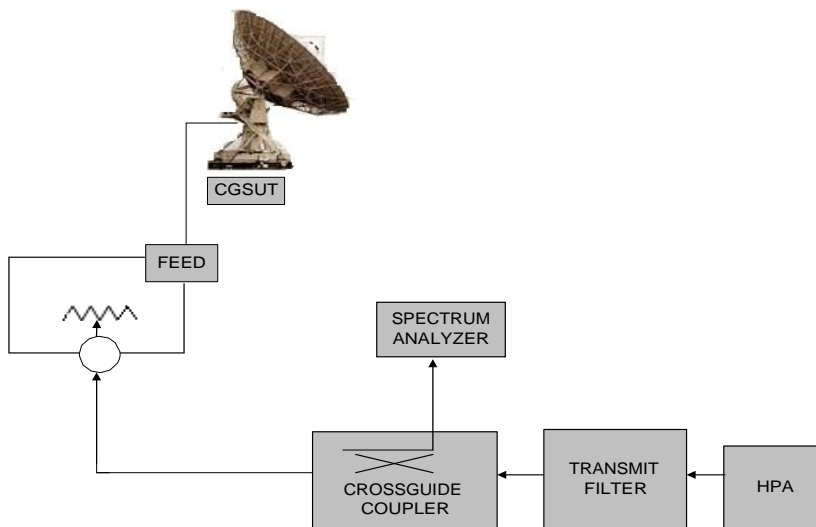 CGSUT
FEED
SPECTRUM
ANALYZER
CROSSGUIDE
COUPLER
TRANSMIT
FILTER
HPA